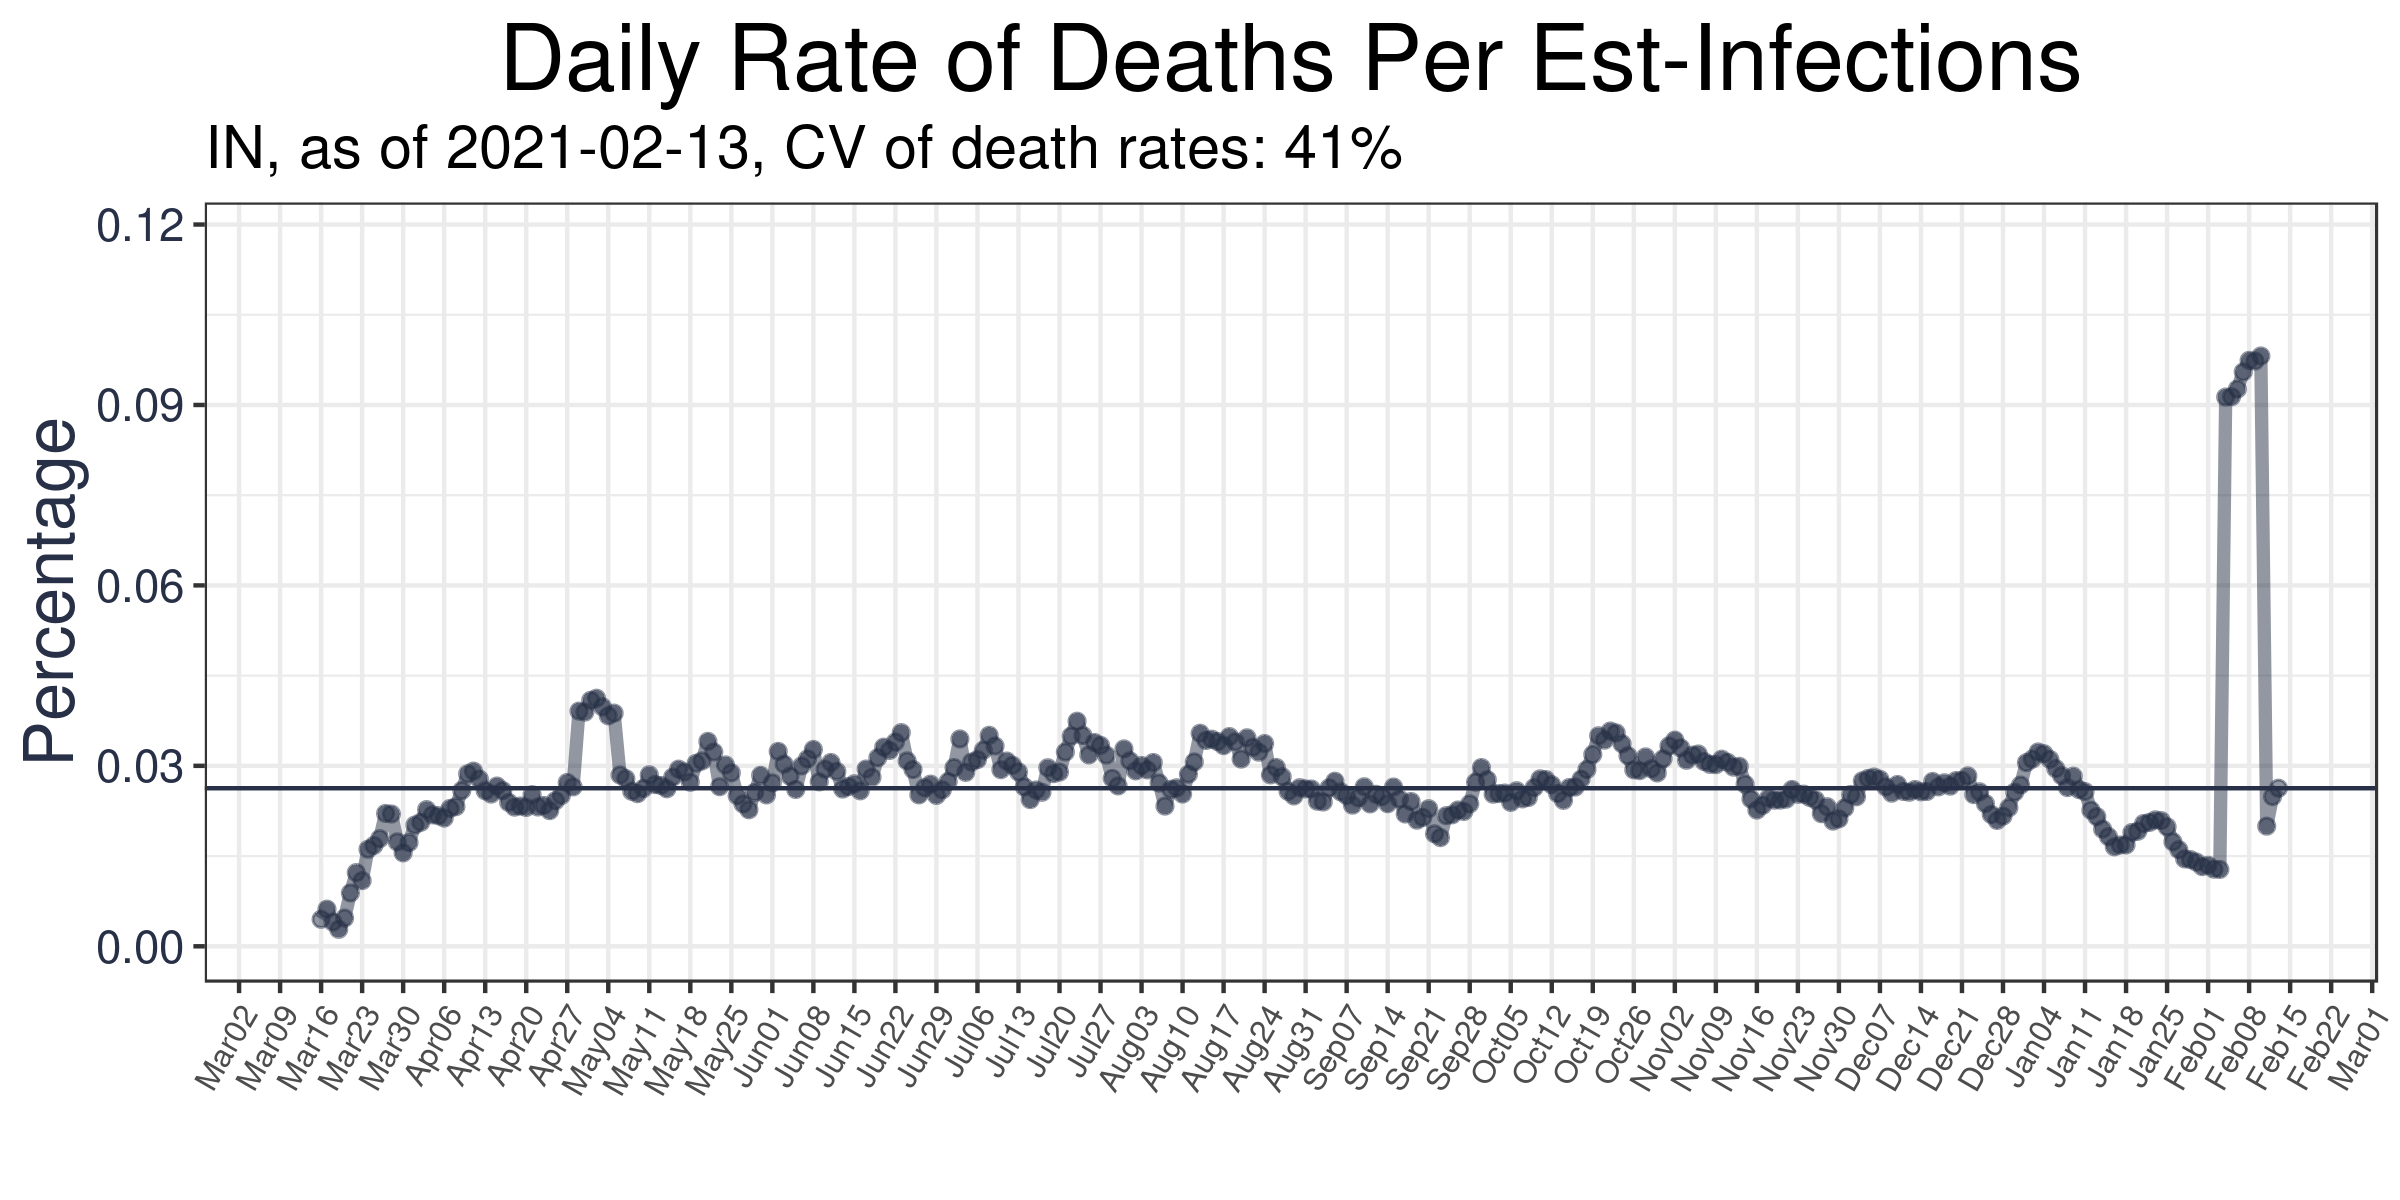 Daily Rate of Deaths Per Est-Infections
IN, as of 2021-02-13, CV of death rates: 41%
Percentage
0.12
0.09
0.06
0.03
0.00
Mar02
Mar09
Mar16
Mar23
Mar30
Apr06
Apr13
Apr20
Apr27
May04
May11
May18
May25
Jun01
Jun08
Jun15
Jun22
Jun29
Jul06
Jul13
Jul20
Jul27
Aug03
Aug10
Aug17
Aug24
Aug31
Sep07
Sep14
Sep21
Sep28
Oct05
Oct12
Oct19
Oct26
Nov02
Nov09
Nov16
Nov23
Nov30
Dec07
Dec14
Dec21
Dec28
Jan04
Jan11
Jan18
Jan25
Feb01
Feb08
Feb15
Feb22
Mar01